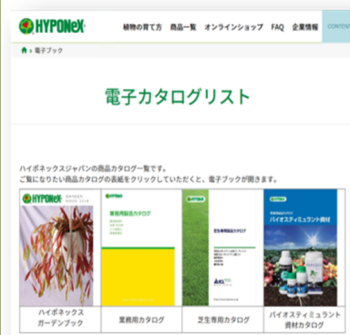 HYPONeX
植物の育て方 商品一覧 オンラインショップ FAQ 企業情報
電子ブック
電子カタログリスト
ハイポネックスジャパンの商品カタログ一覧です。
ご覧になりたい商品カタログの表紙をクリックしていただくと、電子ブックが開きます。
HYPONeX
業務用製品カタログ
芝生専用製品カタログ
バイオスティミュラント資材
ハイポネックス
ガーデンブック
業務用カタログ
芝生専用カタログ
バイオスティミュラント
資材カタログ